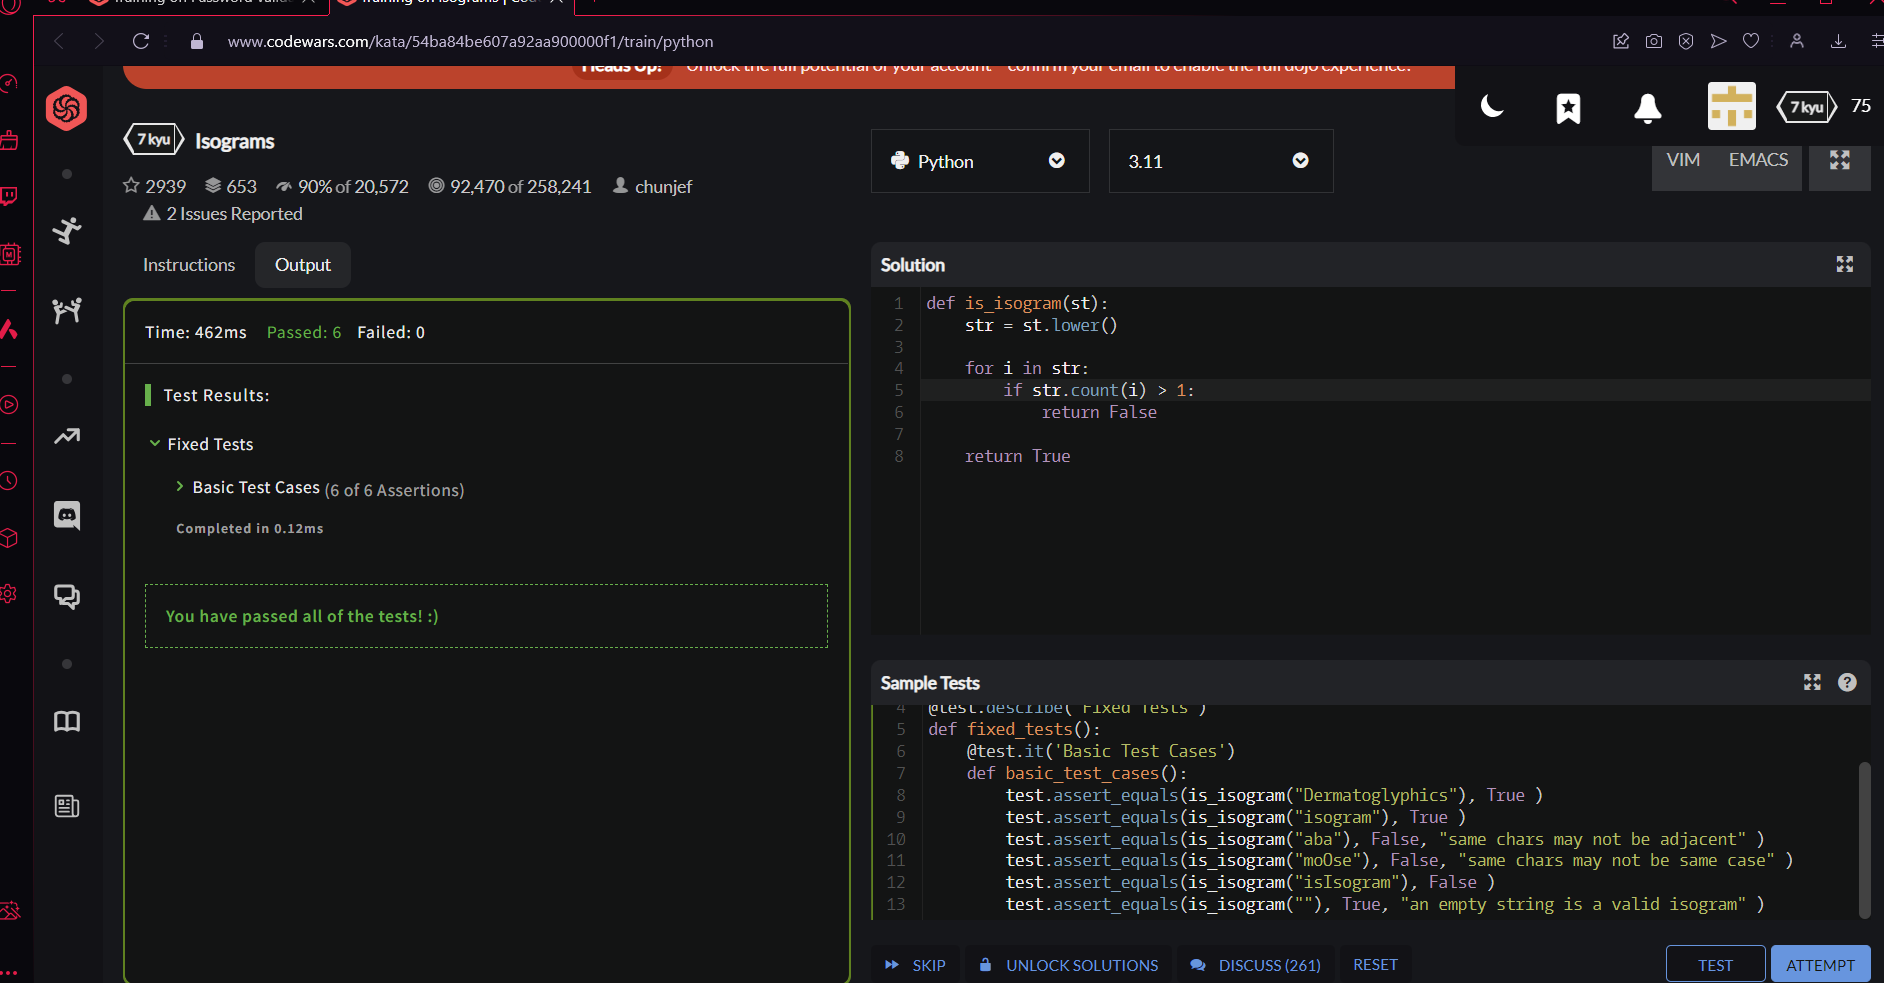 www.codewars.com/kata/54ba84be607a92aa900000f1/train/python
Heads Up! Unlock the full potential of your account - confirm your email to enable the full dojo experience!
7 kyu 75
7 kyu Isograms
Python
3.11
VIM EMACS
2939 653 90% of 20,572 92,470 of 258,241 chunjef
2 Issues Reported
Instructions
Output
Time: 462ms Passed: 6 Failed: 0
Test Results:
Fixed Tests
Basic Test Cases (6 of 6 Assertions)
Completed in 0.12ms
You have passed all of the tests! :)
Solution
1 def is_isogram(st):
2     str = st.lower()
3
4     for i in str:
5         if str.count(i) > 1:
6             return False
7
8     return True
Sample Tests
4 @test.describe('Fixed Tests')
5 def fixed_tests():
6     @test.it('Basic Test Cases')
7     def basic_test_cases():
8         test.assert_equals(is_isogram("Dermatoglyphics"), True )
9         test.assert_equals(is_isogram("isogram"), True )
10         test.assert_equals(is_isogram("aba"), False, "same chars may not be adjacent" )
11         test.assert_equals(is_isogram("moOse"), False, "same chars may not be same case" )
12         test.assert_equals(is_isogram("isIsogram"), False )
13         test.assert_equals(is_isogram(""), True, "an empty string is a valid isogram" )
SKIP
UNLOCK SOLUTIONS
DISCUSS (261)
RESET
TEST
ATTEMPT